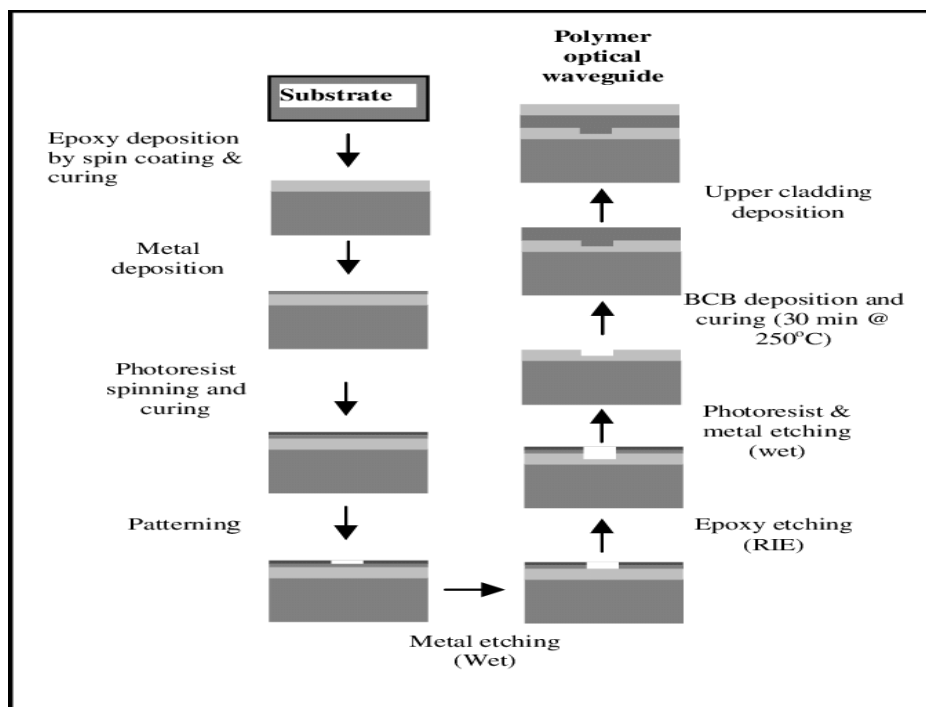 Substrate
Epoxy deposition
by spin coating &
curing
Metal
deposition
Photoresist
spinning and
curing
Patterning
Metal etching
(Wet)
Epoxy etching
(RIE)
Photoresist &
metal etching
(wet)
BCB deposition and
curing (30 min @
250°C)
Upper cladding
deposition
Polymer
optical
waveguide